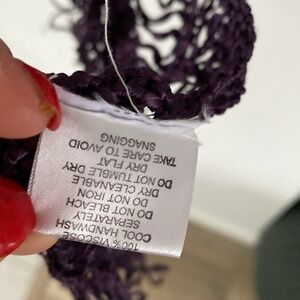 100% VISCOSE
COOL HANDWASH
SEPARATELY
DO NOT BLEACH
DO NOT IRON
DRY CLEANABLE
DO NOT TUMBLE DRY
DRY FLAT
TAKE CARE TO AVOID
SNAGGING